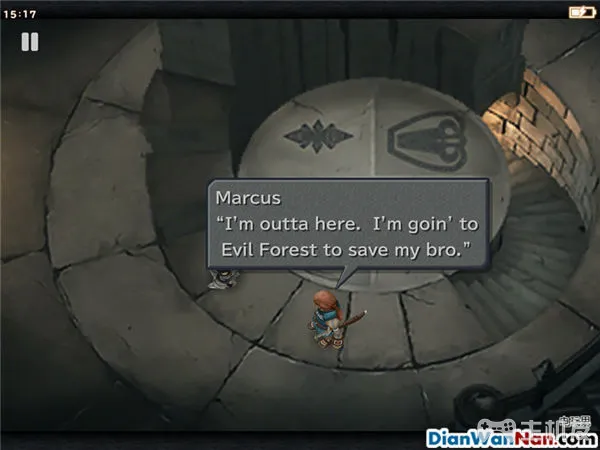 15:17
Marcus
“I’m outta here.  I’m goin’ to
Evil Forest to save my bro.”
DianWanNan.com